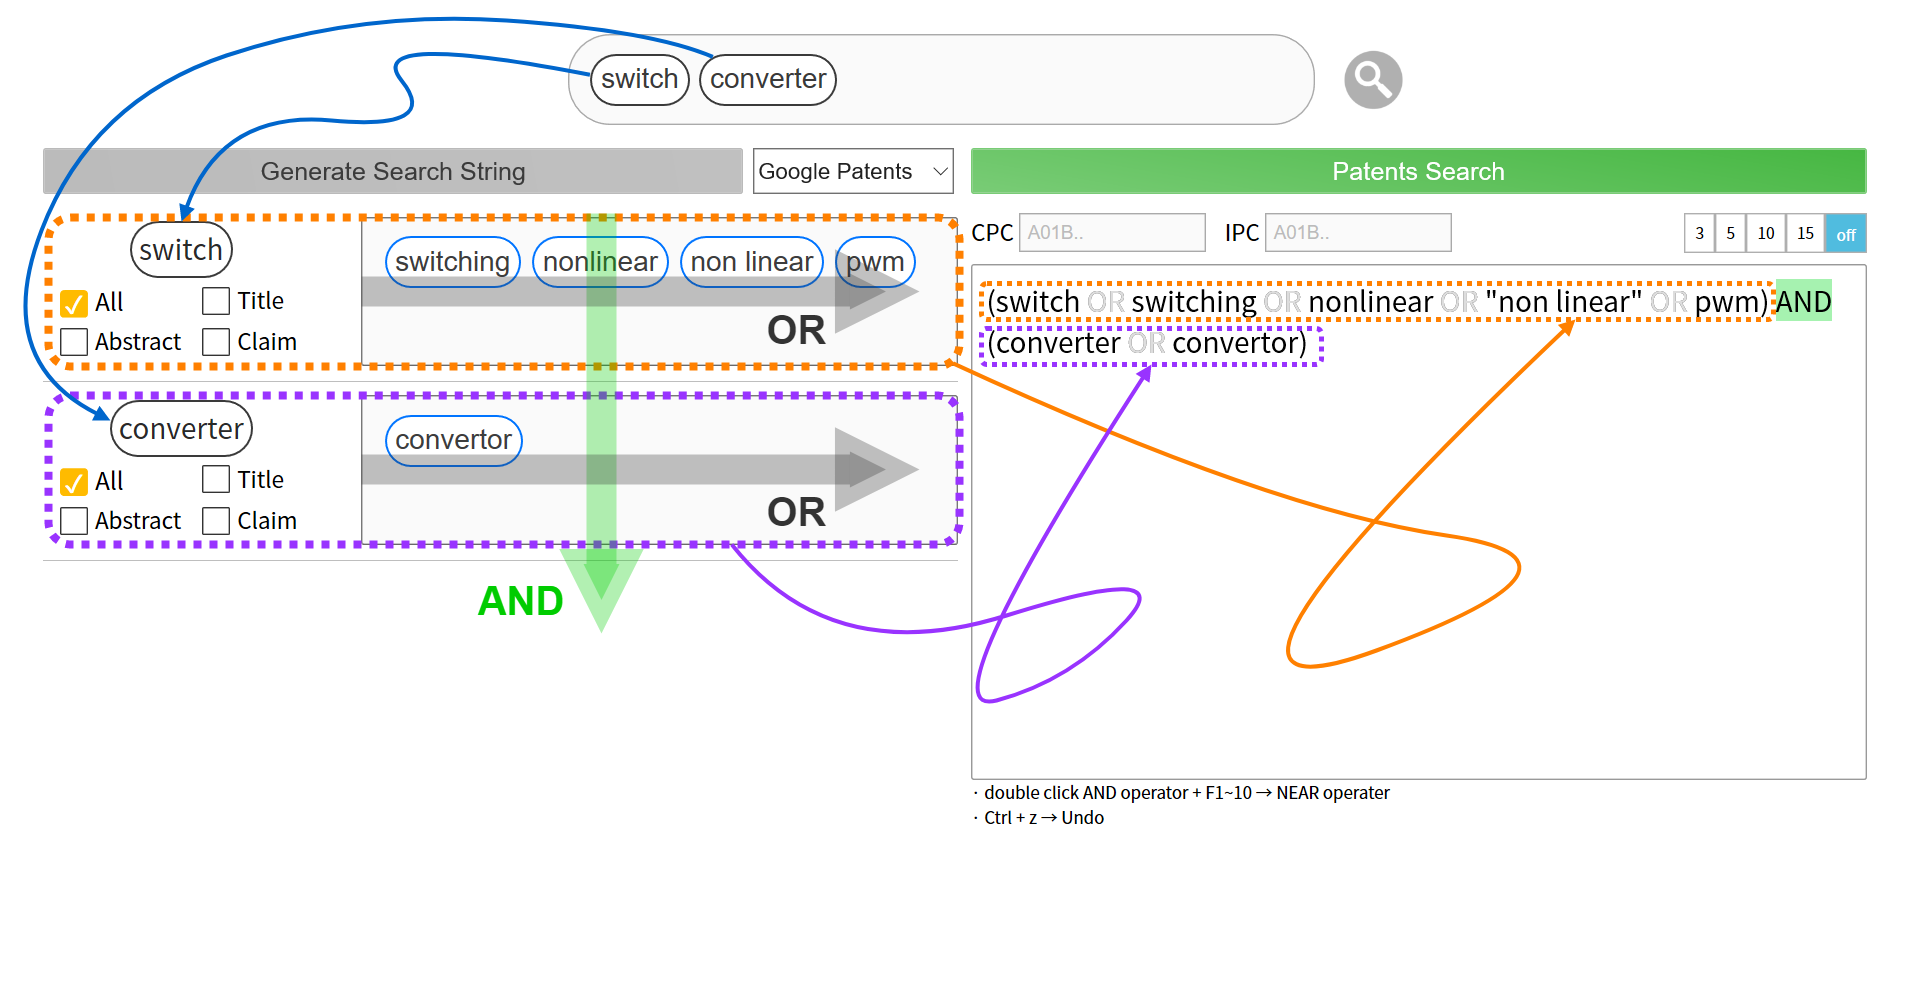 switch converter
Generate Search String
Google Patents
Patents Search
switch
All
Title
Abstract
Claim
switching nonlinear non linear pwm
OR
converter
All
Title
Abstract
Claim
convertor
OR
AND
CPC A01B.. IPC A01B.. 3 5 10 15 off
(switch OR switching OR nonlinear OR "non linear" OR pwm) AND
(converter OR convertor)
· double click AND operator + F1~10 → NEAR operater
· Ctrl + z → Undo